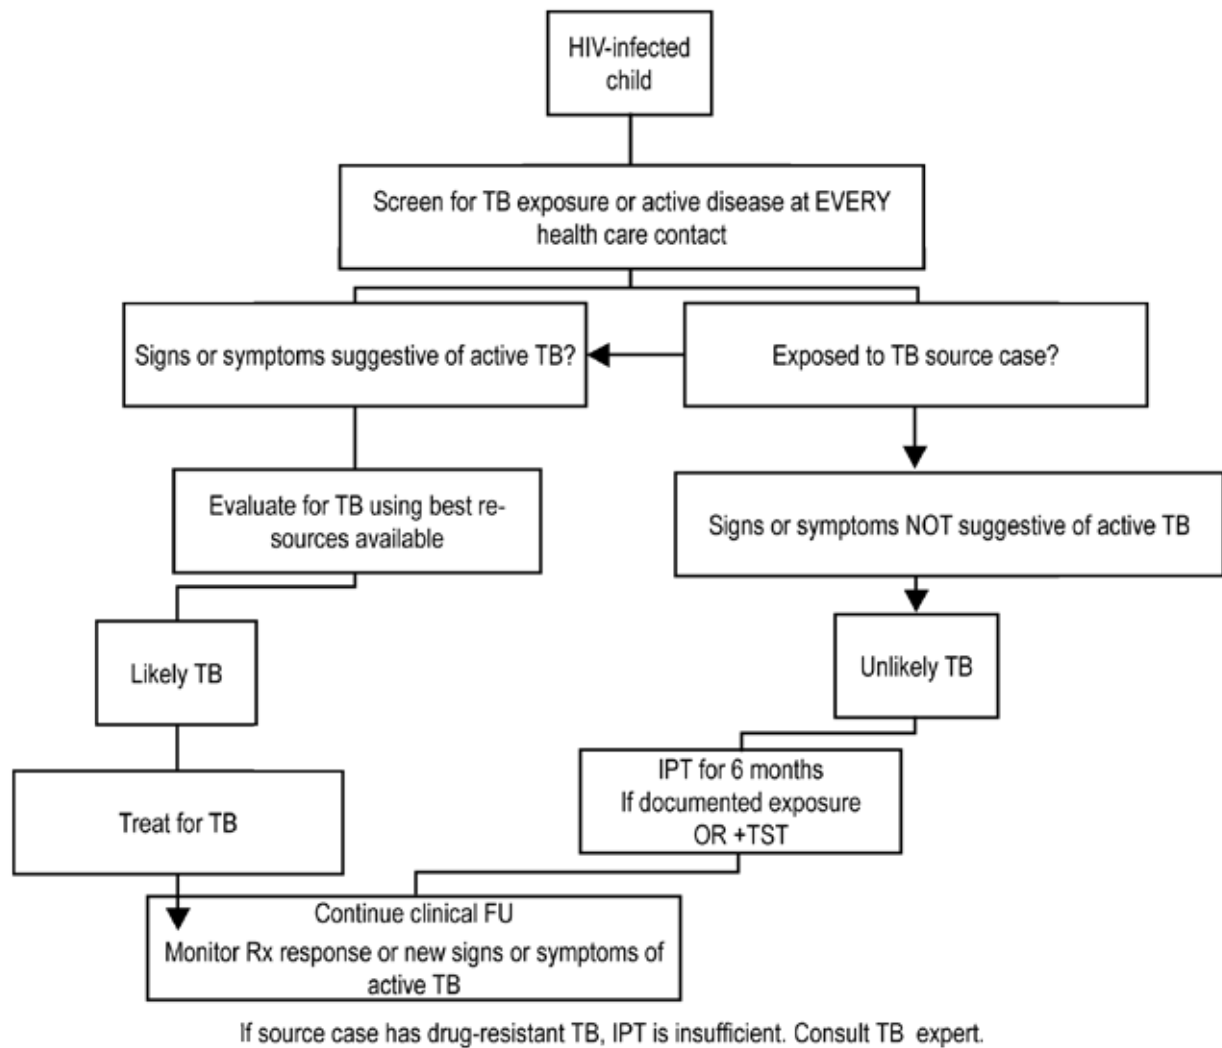 HIV-infected
child
Screen for TB exposure or active disease at EVERY
health care contact
Signs or symptoms suggestive of active TB?
Exposed to TB source case?
Evaluate for TB using best re-
sources available
Signs or symptoms NOT suggestive of active TB
Likely TB
Unlikely TB
Treat for TB
IPT for 6 months
If documented exposure
OR +TST
Continue clinical FU
Monitor Rx response or new signs or symptoms of
active TB
If source case has drug-resistant TB, IPT is insufficient. Consult TB expert.